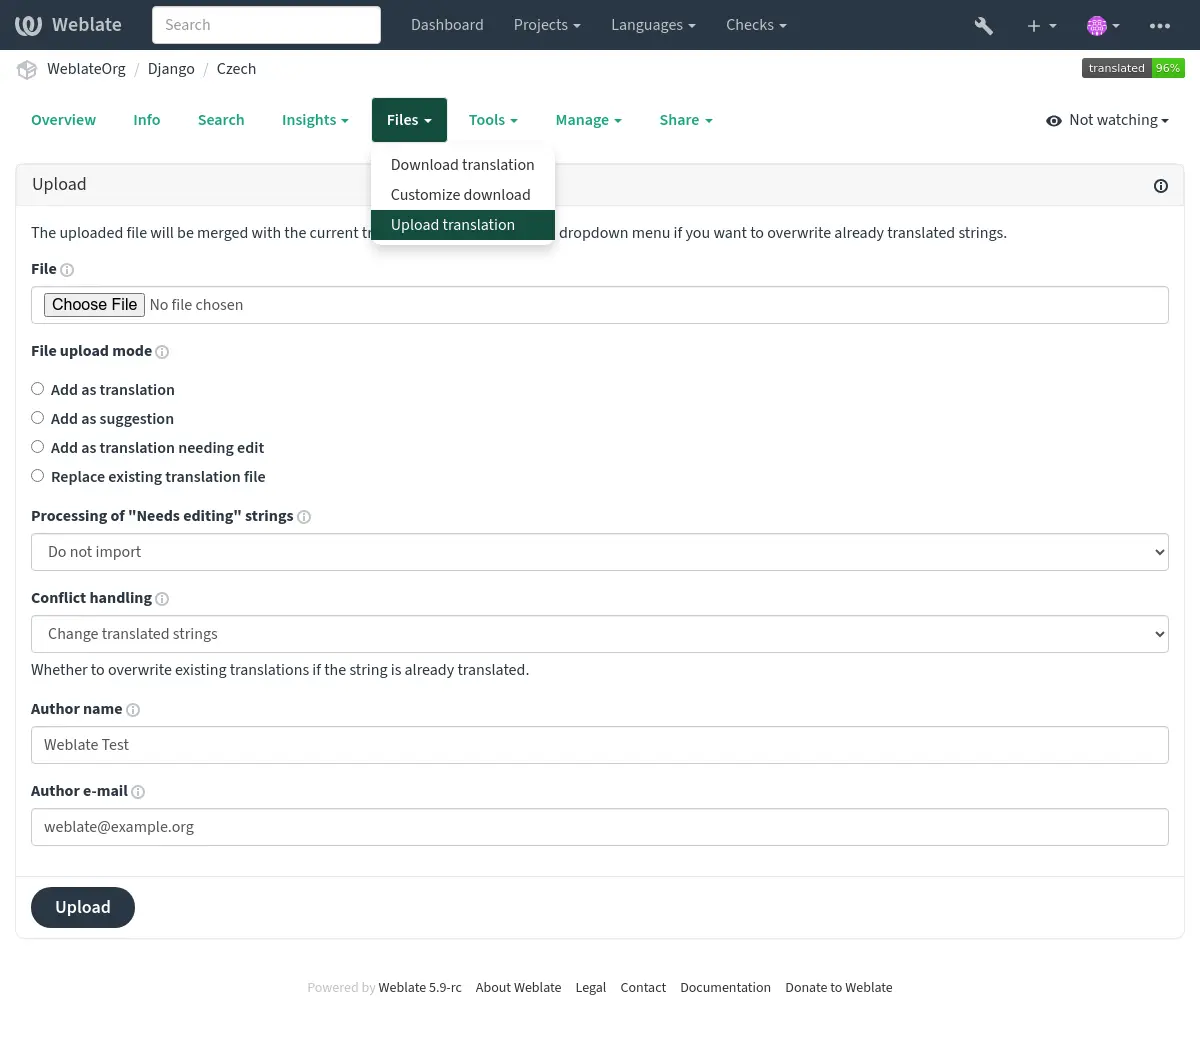 Weblate
Search
Dashboard
Projects
Languages
Checks
WeblateOrg / Django / Czech
translated 96%
Overview
Info
Search
Insights
Files
Tools
Manage
Share
Not watching
Download translation
Customize download
Upload translation
Upload
The uploaded file will be merged with the current dropdown menu if you want to overwrite already translated strings.
File
Choose File No file chosen
File upload mode
Add as translation
Add as suggestion
Add as translation needing edit
Replace existing translation file
Processing of "Needs editing" strings
Do not import
Conflict handling
Change translated strings
Whether to overwrite existing translations if the string is already translated.
Author name
Weblate Test
Author e-mail
weblate@example.org
Upload
Powered by Weblate 5.9-rc About Weblate Legal Contact Documentation Donate to Weblate